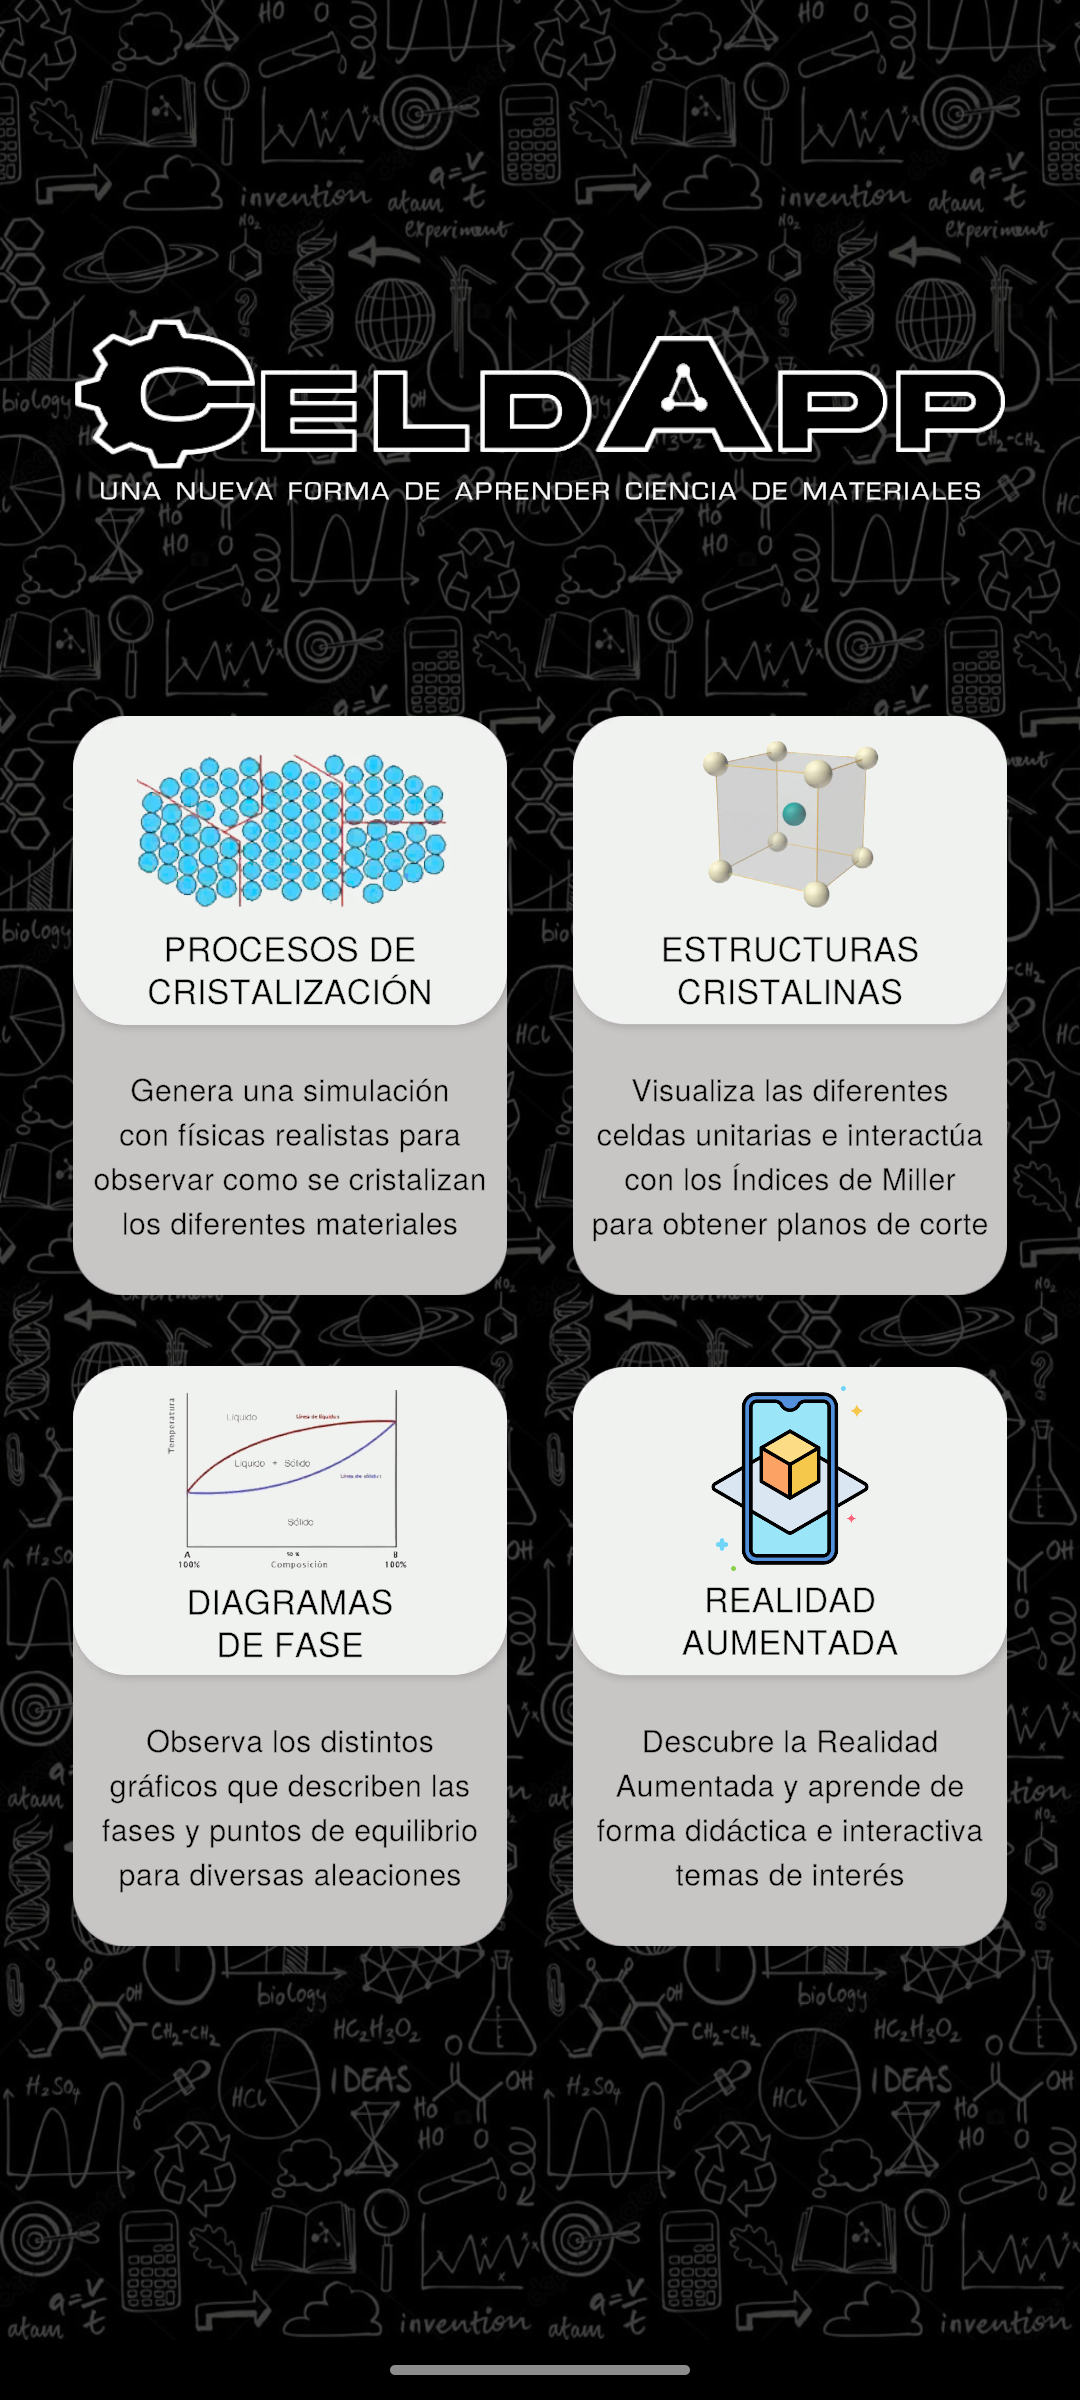 CELDAPP
UNA NUEVA FORMA DE APRENDER CIENCIA DE MATERIALES
PROCESOS DE
CRISTALIZACIÓN
Genera una simulación
con físicas realistas para
observar como se cristalizan
los diferentes materiales
ESTRUCTURAS
CRISTALINAS
Visualiza las diferentes
celdas unitarias e interactúa
con los Índices de Miller
para obtener planos de corte
Temperatura
Líquido
Línea de líquidus
Líquido + Sólido
Línea de sólidus
Sólido
A
50 %
B
100%
Composición
100%
DIAGRAMAS
DE FASE
Observa los distintos
gráficos que describen las
fases y puntos de equilibrio
para diversas aleaciones
REALIDAD
AUMENTADA
Descubre la Realidad
Aumentada y aprende de
forma didáctica e interactiva
temas de interés